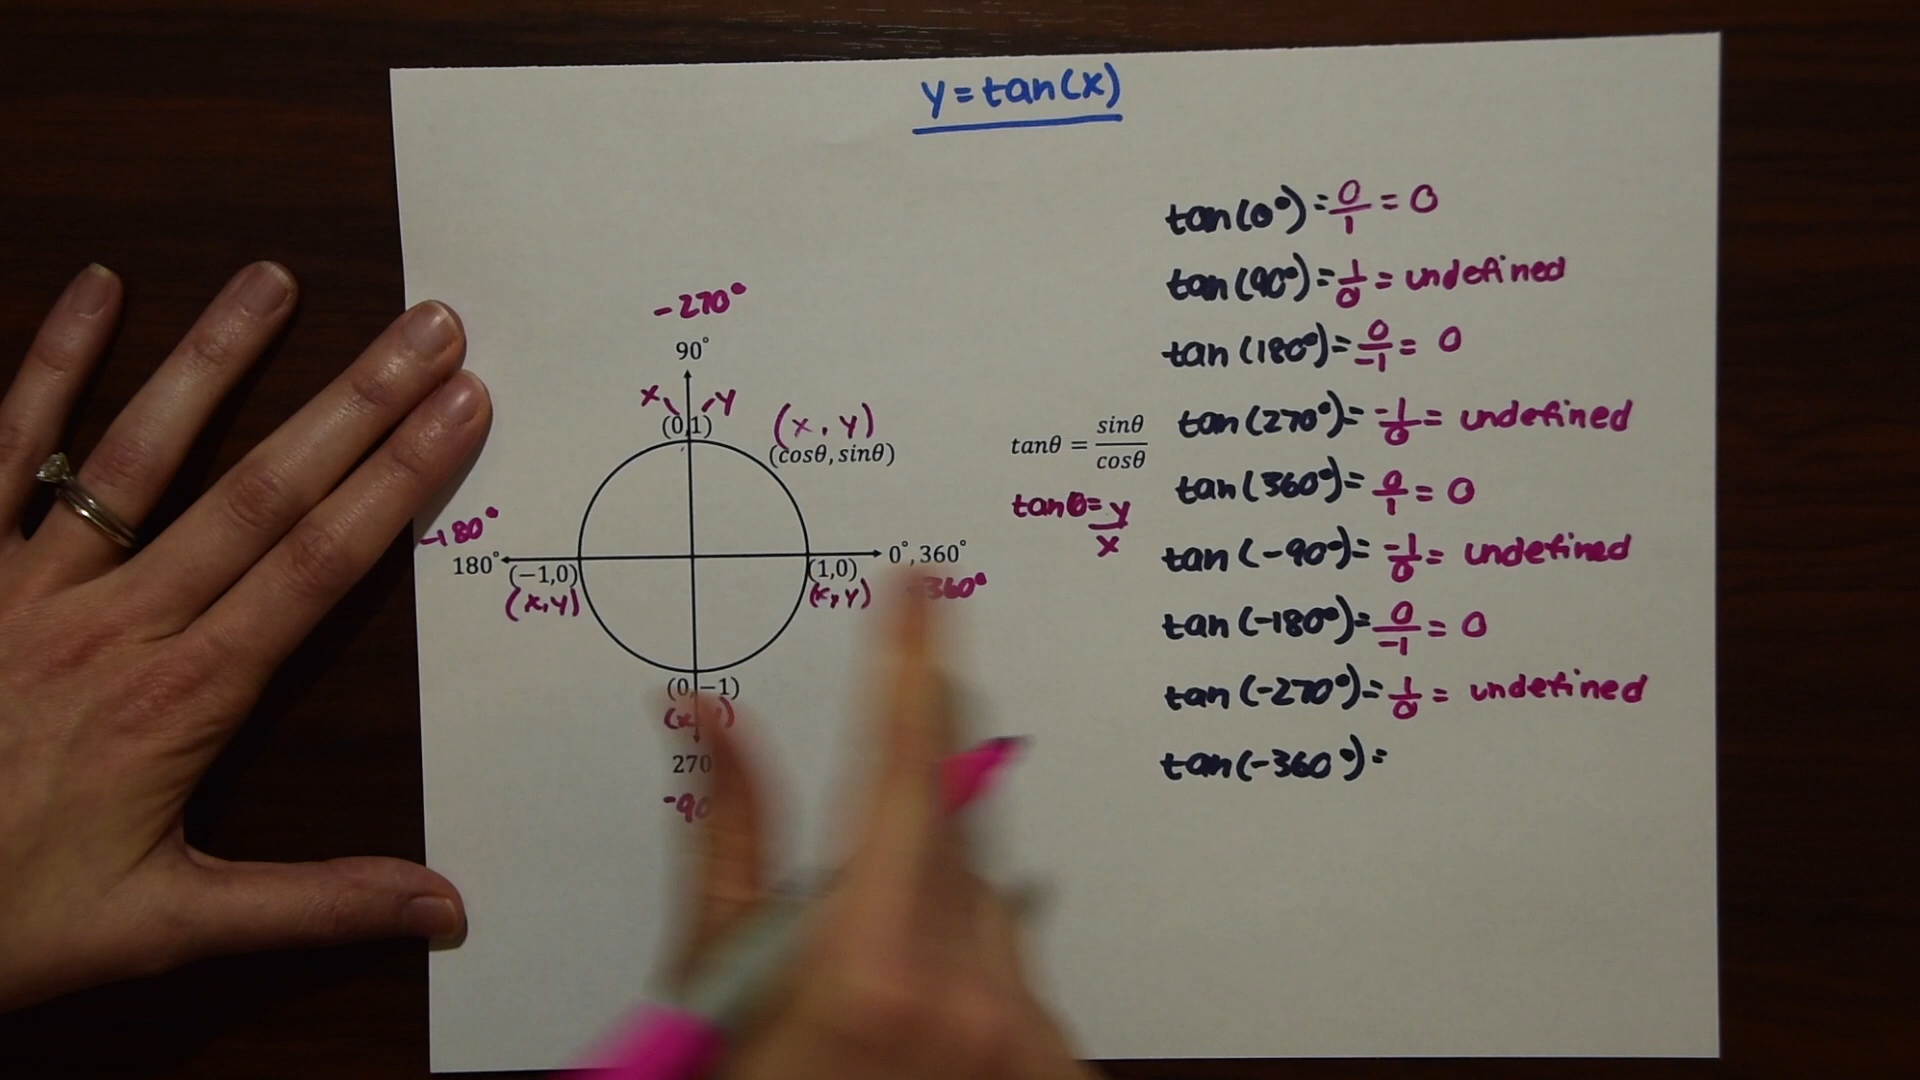 y=tan(x)
-270°
90°
x y
(0,1)
(x, y)
(cosθ, sinθ)
-180°
180°
(−1,0)
(x,y)
0°, 360°
(1,0)
(x,y)
360°
(0,−1)
270
-90
tanθ = sinθ/cosθ
tanθ=y/x
tan(0°)=0/1=0
tan(90°)=1/0=undefined
tan(180°)=0/-1=0
tan(270°)=-1/0=undefined
tan(360°)=0/1=0
tan(-90°)=-1/0=undefined
tan(-180°)=0/-1=0
tan(-270°)=1/0=undefined
tan(-360°)=